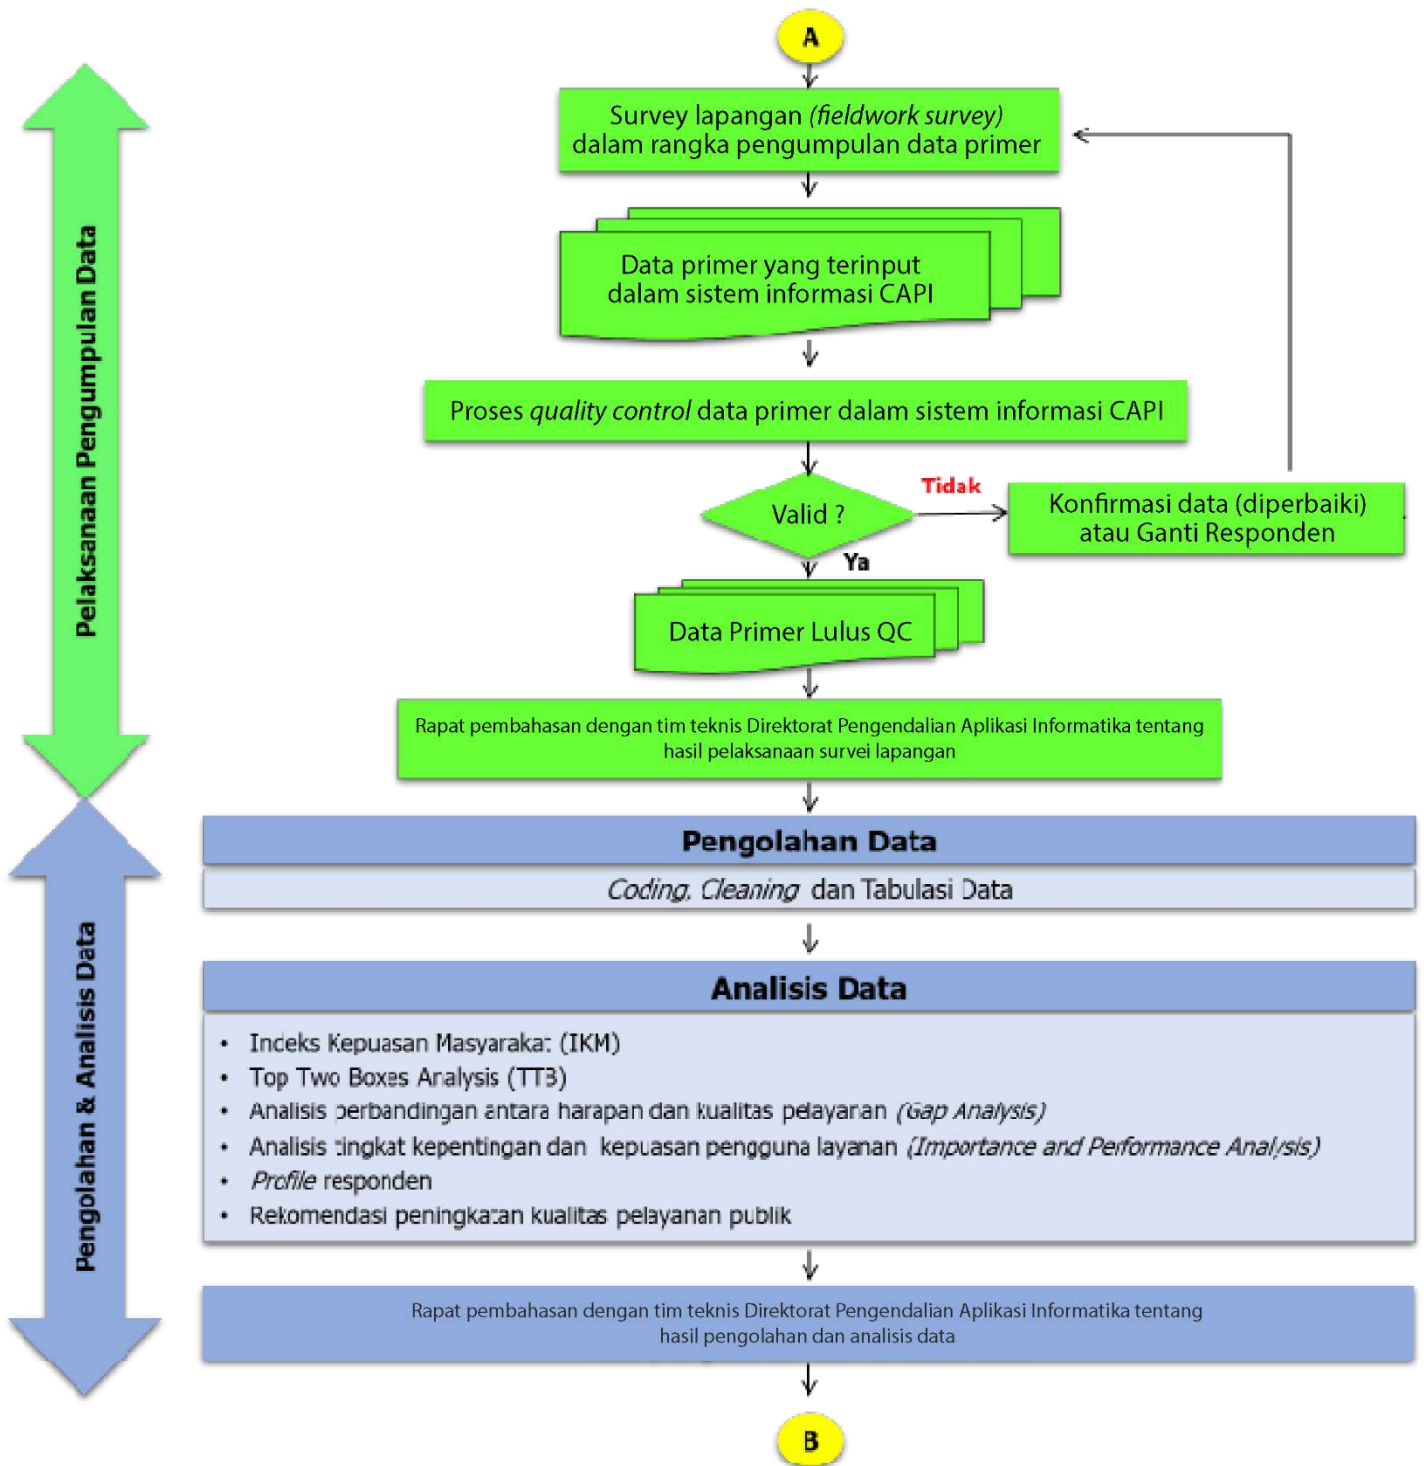 A
Survey lapangan (fieldwork survey)
dalam rangka pengumpulan data primer
Data primer yang terinput
dalam sistem informasi CAPI
Proses quality control data primer dalam sistem informasi CAPI
Valid ?
Tidak
Konfirmasi data (diperbaiki)
atau Ganti Responden
Ya
Data Primer Lulus QC
Rapat pembahasan dengan tim teknis Direktorat Pengendalian Aplikasi Informatika tentang
hasil pelaksanaan survei lapangan
Pelaksanaan Pengumpulan Data
Pengolahan Data
Coding, Cleaning dan Tabulasi Data
Analisis Data
• Indeks Kepuasan Masyarakat (IKM)
• Top Two Boxes Analysis (TTB)
• Analisis perbandingan antara harapan dan kualitas pelayanan (Gap Analysis)
• Analisis tingkat kepentingan dan kepuasan pengguna layanan (Importance and Performance Analysis)
• Profile responden
• Rekomendasi peningkatan kualitas pelayanan publik
Rapat pembahasan dengan tim teknis Direktorat Pengendalian Aplikasi Informatika tentang
hasil pengolahan dan analisis data
Pengolahan & Analisis Data
B